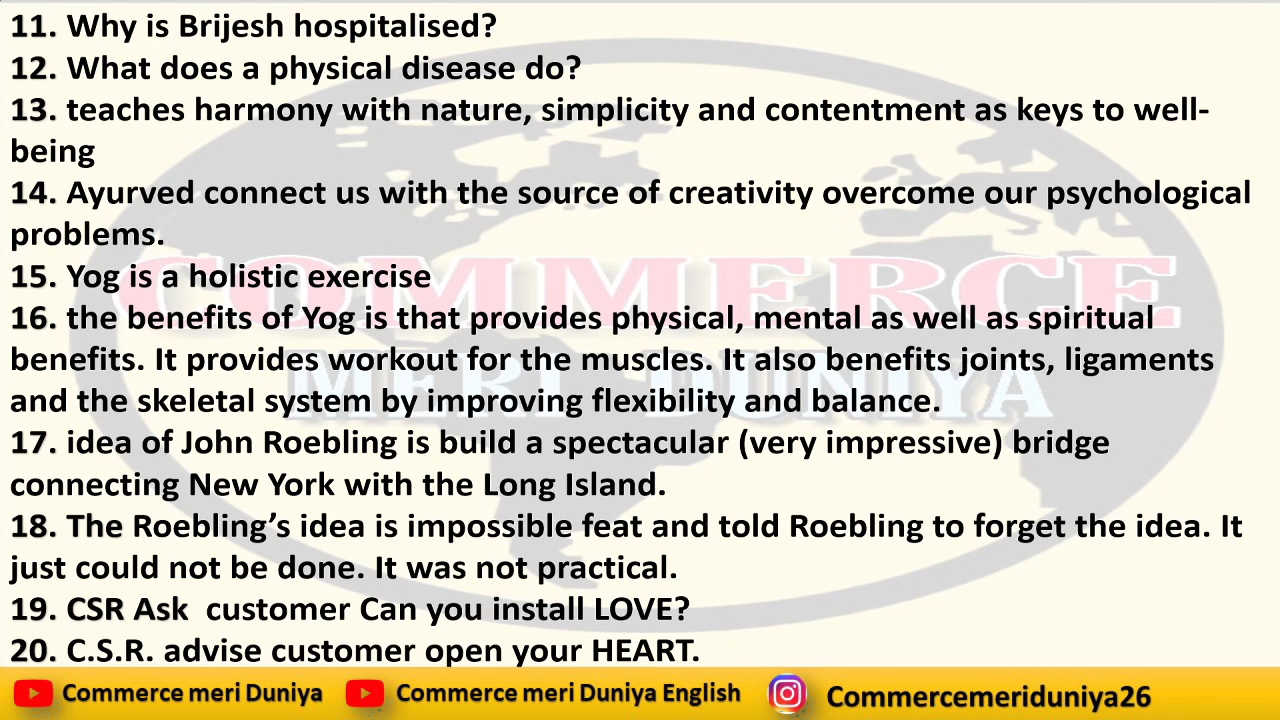 11. Why is Brijesh hospitalised?
12. What does a physical disease do?
13. teaches harmony with nature, simplicity and contentment as keys to well-
being
14. Ayurved connect us with the source of creativity overcome our psychological
problems.
15. Yog is a holistic exercise
16. the benefits of Yog is that provides physical, mental as well as spiritual
benefits. It provides workout for the muscles. It also benefits joints, ligaments
and the skeletal system by improving flexibility and balance.
17. idea of John Roebling is build a spectacular (very impressive) bridge
connecting New York with the Long Island.
18. The Roebling’s idea is impossible feat and told Roebling to forget the idea. It
just could not be done. It was not practical.
19. CSR Ask  customer Can you install LOVE?
20. C.S.R. advise customer open your HEART.
COMMERCE
MERI DUNIYA
Commerce meri Duniya
Commerce meri Duniya English
Commercemeriduniya26